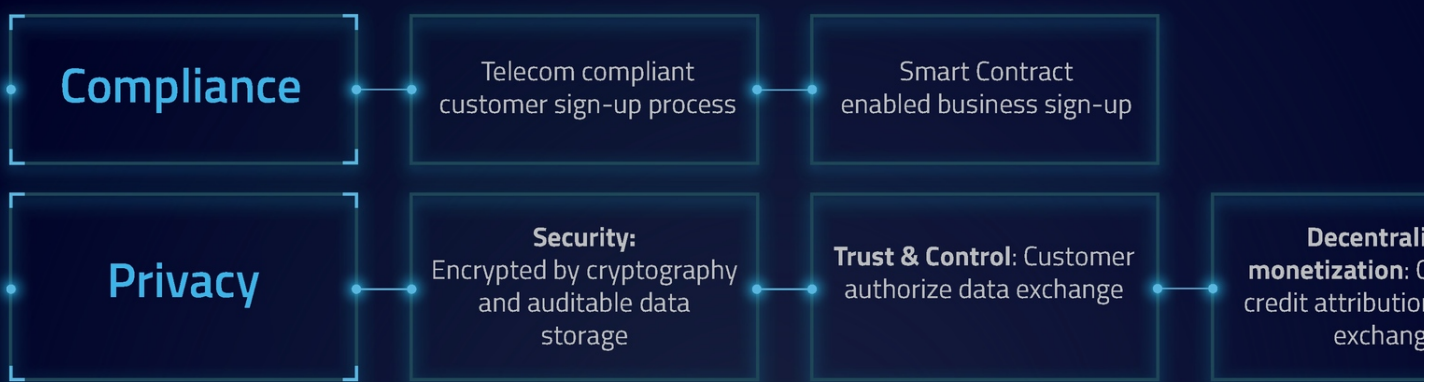 Compliance
Telecom compliant
customer sign-up process
Smart Contract
enabled business sign-up
Privacy
Security:
Encrypted by cryptography
and auditable data
storage
Trust & Control: Customer
authorize data exchange
monetization:
credit